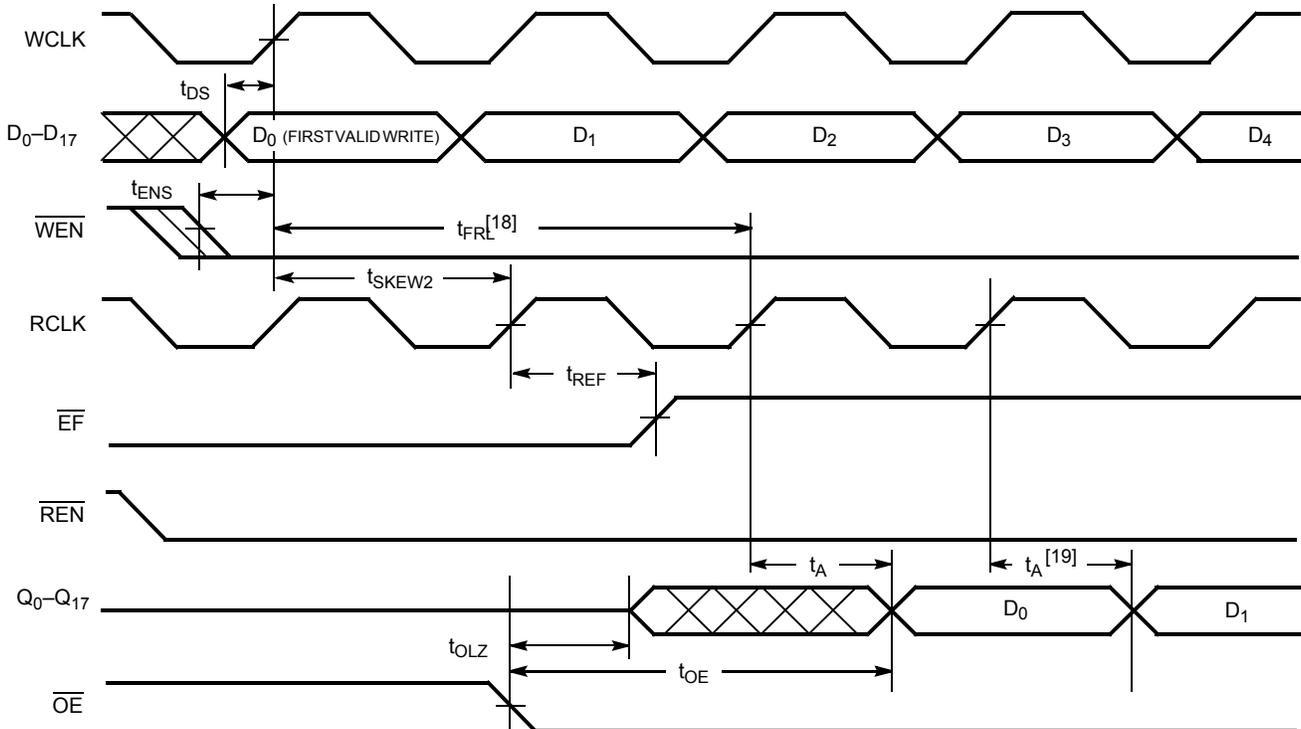 WCLK
tDS
D0–D17
D0 (FIRST VALID WRITE)
D1
D2
D3
D4
tENS
WEN
tFRL[18]
tSKEW2
RCLK
tREF
EF
REN
tA
tA[19]
Q0–Q17
D0
D1
tOLZ
tOE
OE